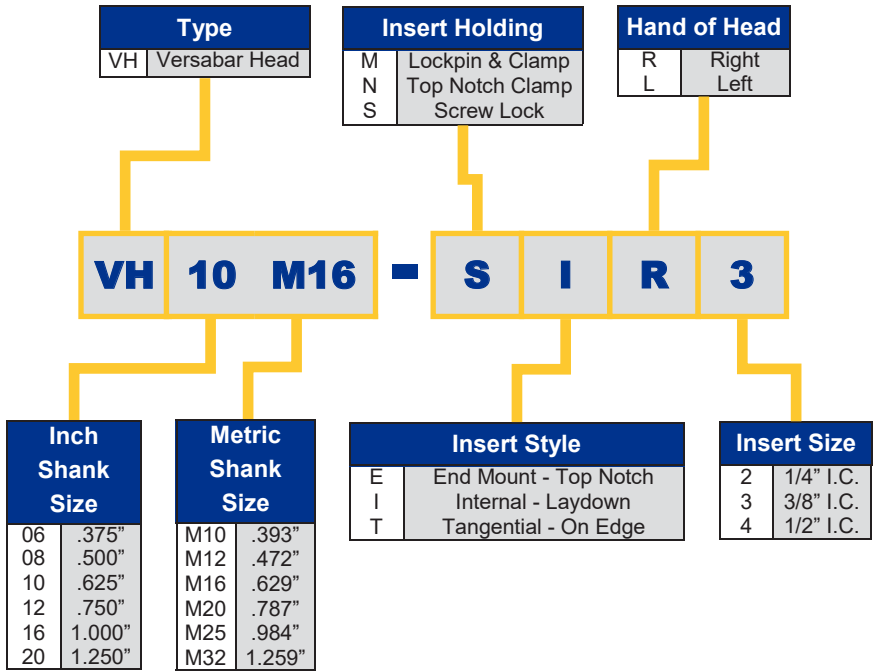 Type
VH Versabar Head
Insert Holding
M Lockpin & Clamp
N Top Notch Clamp
S Screw Lock
Hand of Head
R Right
L Left
VH 10 M16 - S I R 3
Inch
Shank
Size
06 .375”
08 .500”
10 .625”
12 .750”
16 1.000”
20 1.250”
Metric
Shank
Size
M10 .393”
M12 .472”
M16 .629”
M20 .787”
M25 .984”
M32 1.259”
Insert Style
E End Mount - Top Notch
I Internal - Laydown
T Tangential - On Edge
Insert Size
2 1/4” I.C.
3 3/8” I.C.
4 1/2” I.C.